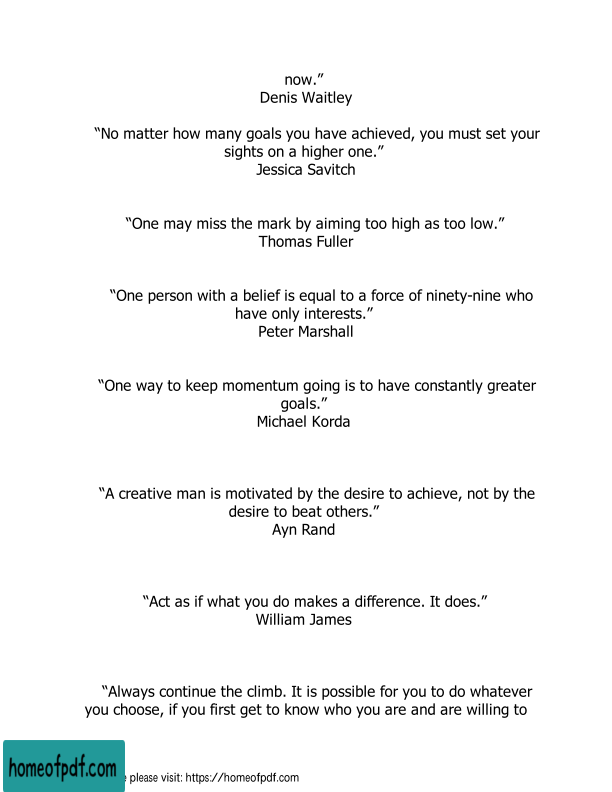 now.”
Denis Waitley
“No matter how many goals you have achieved, you must set your
sights on a higher one.”
Jessica Savitch
“One may miss the mark by aiming too high as too low.”
Thomas Fuller
“One person with a belief is equal to a force of ninety-nine who
have only interests.”
Peter Marshall
“One way to keep momentum going is to have constantly greater
goals.”
Michael Korda
“A creative man is motivated by the desire to achieve, not by the
desire to beat others.”
Ayn Rand
“Act as if what you do makes a difference. It does.”
William James
“Always continue the climb. It is possible for you to do whatever
you choose, if you first get to know who you are and are willing to
homeofpdf.com
please visit: https://homeofpdf.com